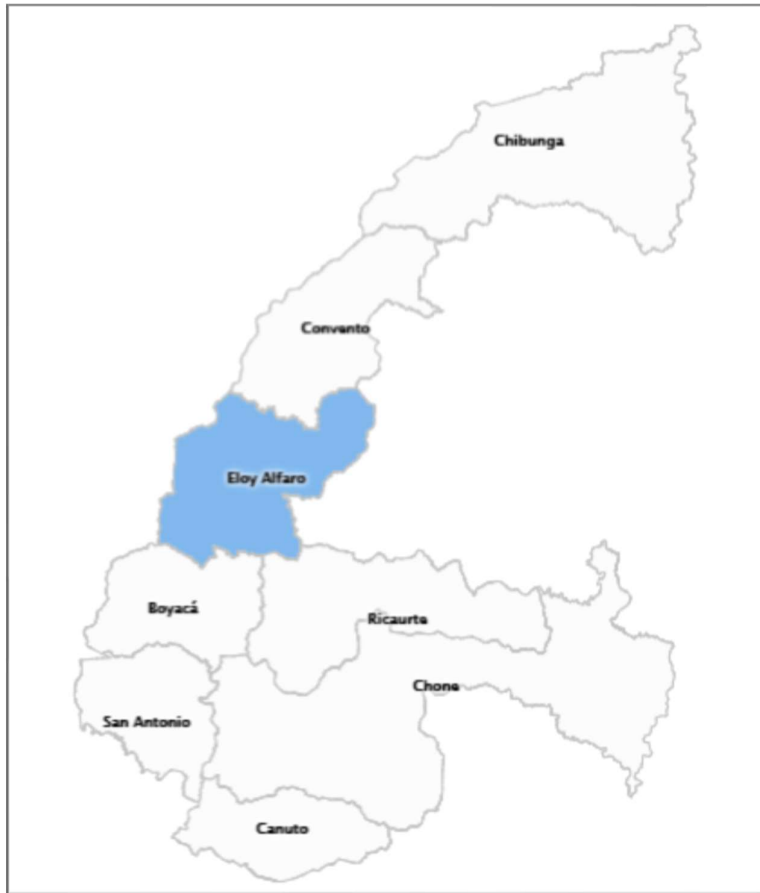 Chibunga
Convento
Eloy Alfaro
Boyacá
Ricaurte
Chone
San Antonio
Canuto